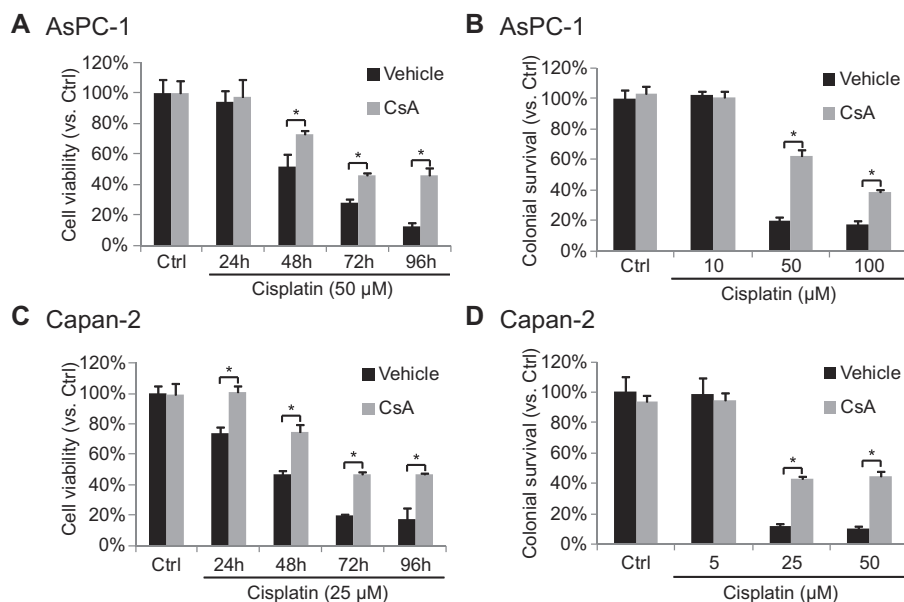 A AsPC-1
Cell viability (vs. Ctrl)
120%
100%
80%
60%
40%
20%
0%
Vehicle
CsA
*
*
*
Ctrl 24h 48h 72h 96h
Cisplatin (50 µM)
B AsPC-1
Colonial survival (vs. Ctrl)
120%
100%
80%
60%
40%
20%
0%
Vehicle
CsA
*
*
Ctrl 10 50 100
Cisplatin (µM)
C Capan-2
Cell viability (vs. Ctrl)
120%
100%
80%
60%
40%
20%
0%
Vehicle
CsA
*
*
*
*
Ctrl 24h 48h 72h 96h
Cisplatin (25 µM)
D Capan-2
Colonial survival (vs. Ctrl)
120%
100%
80%
60%
40%
20%
0%
Vehicle
CsA
*
*
Ctrl 5 25 50
Cisplatin (µM)